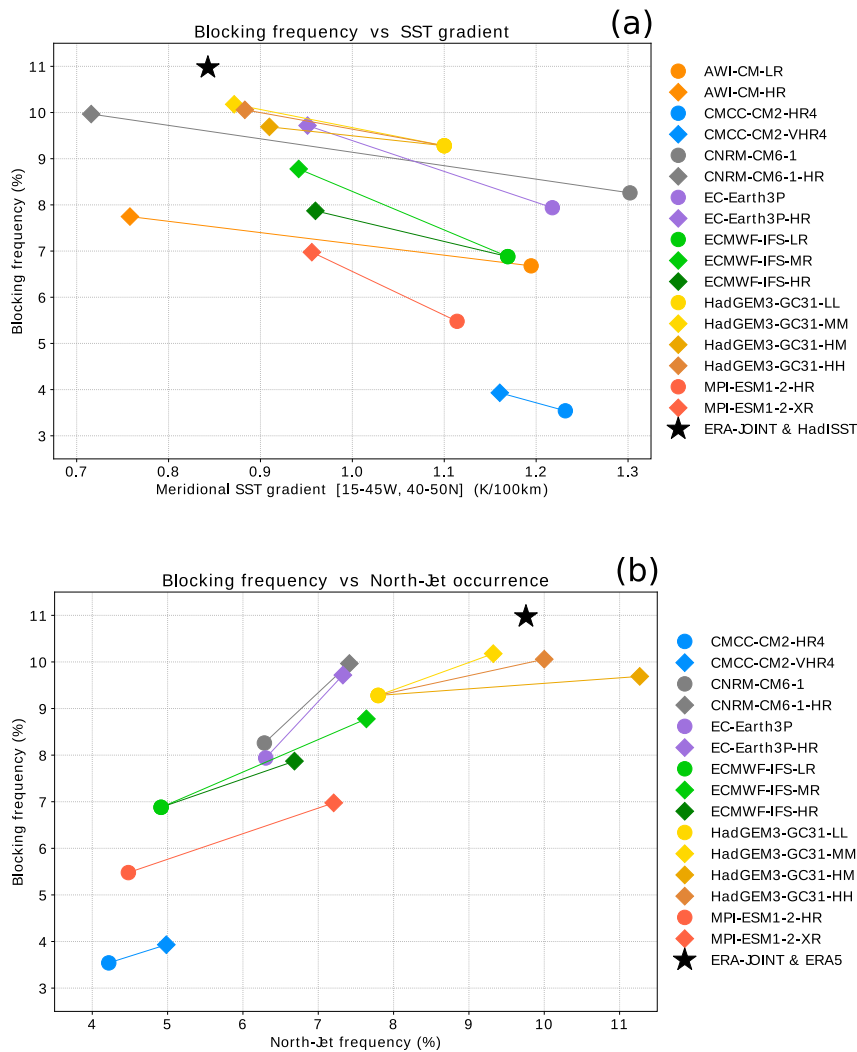 (a)
Blocking frequency vs SST gradient
11
10
9
8
7
6
5
4
3
Blocking frequency (%)
0.7 0.8 0.9 1.0 1.1 1.2 1.3
Meridional SST gradient [15-45W, 40-50N] (K/100km)
AWI-CM-LR
AWI-CM-HR
CMCC-CM2-HR4
CMCC-CM2-VHR4
CNRM-CM6-1
CNRM-CM6-1-HR
EC-Earth3P
EC-Earth3P-HR
ECMWF-IFS-LR
ECMWF-IFS-MR
ECMWF-IFS-HR
HadGEM3-GC31-LL
HadGEM3-GC31-MM
HadGEM3-GC31-HM
HadGEM3-GC31-HH
MPI-ESM1-2-HR
MPI-ESM1-2-XR
ERA-JOINT & HadISST
(b)
Blocking frequency vs North-Jet occurrence
11
10
9
8
7
6
5
4
3
Blocking frequency (%)
4 5 6 7 8 9 10 11
North-Jet frequency (%)
CMCC-CM2-HR4
CMCC-CM2-VHR4
CNRM-CM6-1
CNRM-CM6-1-HR
EC-Earth3P
EC-Earth3P-HR
ECMWF-IFS-LR
ECMWF-IFS-MR
ECMWF-IFS-HR
HadGEM3-GC31-LL
HadGEM3-GC31-MM
HadGEM3-GC31-HM
HadGEM3-GC31-HH
MPI-ESM1-2-HR
MPI-ESM1-2-XR
ERA-JOINT & ERA5